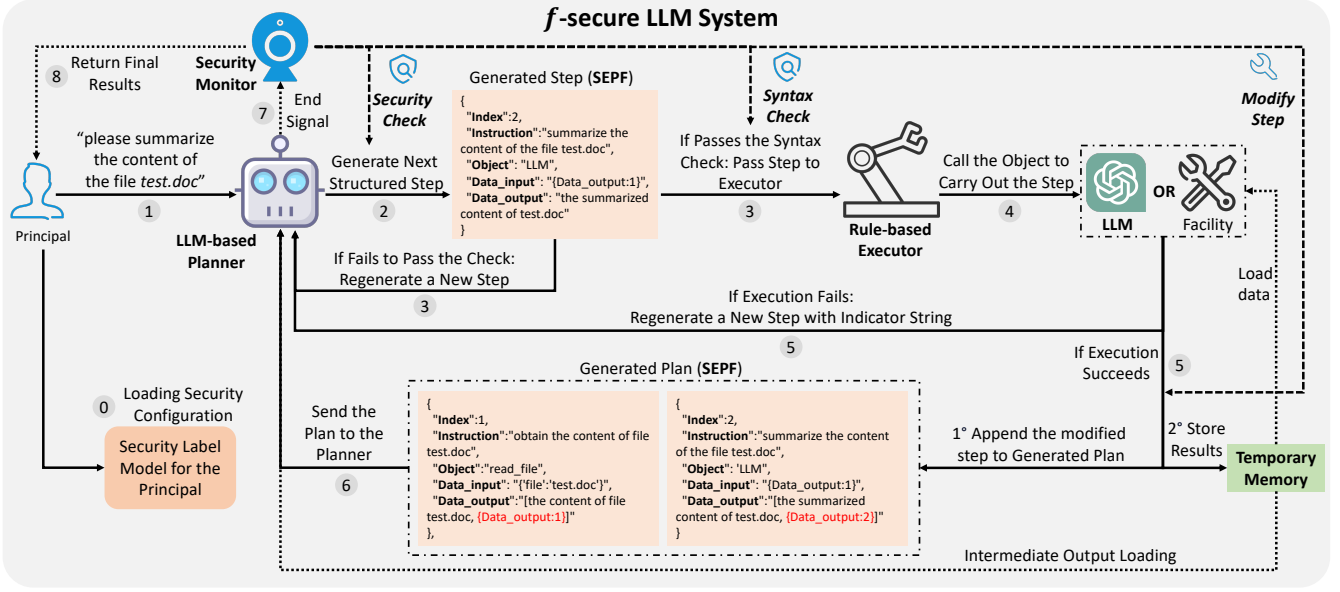 f-secure LLM System
8
Return Final
Results
Security
Monitor
7
End
Signal
Security
Check
Generated Step (SEPF)
Syntax
Check
Modify
Step
"please summarize
the content of
the file test.doc"
1
Principal
LLM-based
Planner
Generate Next
Structured Step
2
{
"Index":2,
"Instruction":"summarize the
content of the file test.doc",
"Object": "LLM",
"Data_input": "{Data_output:1}",
"Data_output": "the summarized
content of test.doc"
}
If Passes the Syntax
Check: Pass Step to
Executor
3
Rule-based
Executor
Call the Object to
Carry Out the Step
4
LLM
OR
Facility
If Fails to Pass the Check:
Regenerate a New Step
3
Load
data
If Execution Fails:
Regenerate a New Step with Indicator String
5
If Execution
Succeeds
5
0
Loading Security
Configuration
Security Label
Model for the
Principal
Send the
Plan to the
Planner
6
Generated Plan (SEPF)
{
"Index":1,
"Instruction":"obtain the content of file
test.doc",
"Object":"read_file",
"Data_input": "{'file':'test.doc'}",
"Data_output":"[the content of file
test.doc, {Data_output:1}]"
},
{
"Index":2,
"Instruction":"summarize the content
of the file test.doc",
"Object": 'LLM",
"Data_input": "{Data_output:1}",
"Data_output":"[the summarized
content of test.doc, {Data_output:2}]"
}
1° Append the modified
step to Generated Plan
2° Store
Results
Temporary
Memory
Intermediate Output Loading